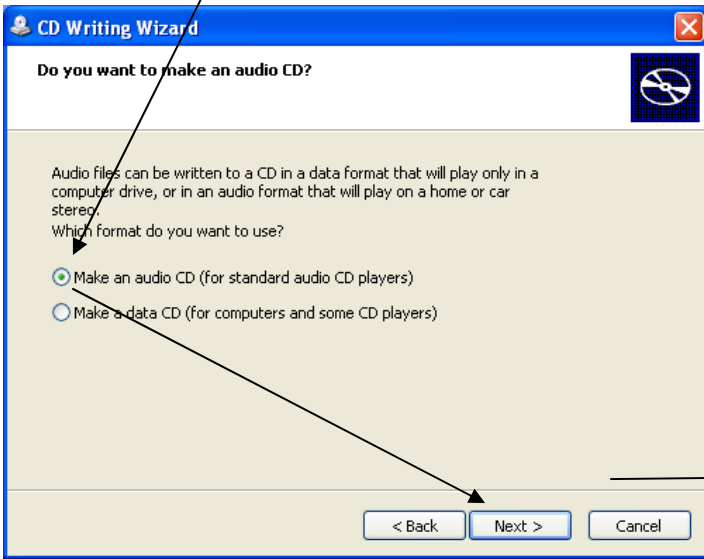 CD Writing Wizard
Do you want to make an audio CD?
Audio files can be written to a CD in a data format that will play only in a
computer drive, or in an audio format that will play on a home or car
stereo.
Which format do you want to use?
Make an audio CD (for standard audio CD players)
Make a data CD (for computers and some CD players)
< Back
Next >
Cancel